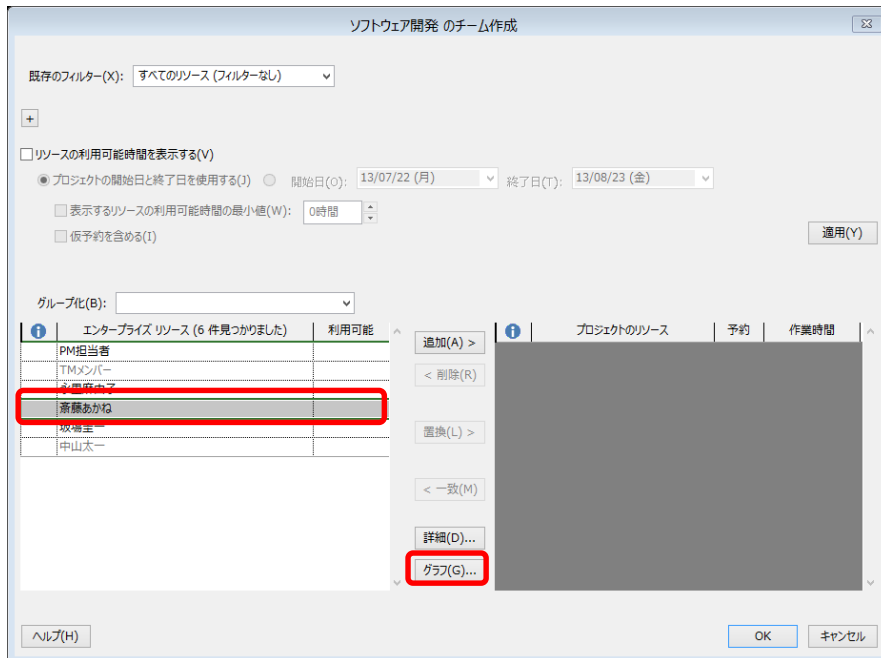 ソフトウェア開発 のチーム作成
既存のフィルター(X): すべてのリソース (フィルターなし)
+
リソースの利用可能時間を表示する(V)
プロジェクトの開始日と終了日を使用する(J) 開始日(O): 13/07/22 (月) 終了日(T): 13/08/23 (金)
表示するリソースの利用可能時間の最小値(W): 0時間
仮予約を含める(I)
適用(Y)
グループ化(B):
エンタープライズ リソース (6 件見つかりました) 利用可能
追加(A) >
プロジェクトのリソース 予約 作業時間
PM担当者
TMメンバー
< 削除(R)
斎藤あかね
中山太一
置換(L) >
< 一致(M)
詳細(D)...
グラフ(G)...
ヘルプ(H)
OK キャンセル